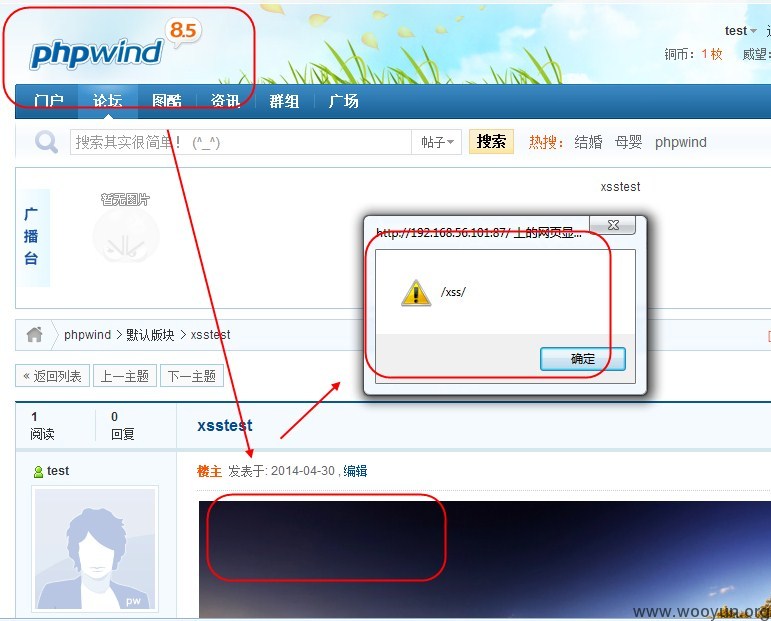 phpwind 8.5
test
铜币：1枚 威望:
门户 论坛 图酷 资讯 群组 广场
搜索其实很简单！ (^_^) 帖子 搜索 热搜： 结婚 母婴 phpwind
广播台
暂无图片
xsstest
http://192.168.56.101:87/ 上的网页显...
/xss/
确定
phpwind > 默认版块 > xsstest
« 返回列表 上一主题 下一主题
1 0
阅读 回复
xsstest
test
楼主 发表于: 2014-04-30 , 编辑
pw
www.wooyun.org